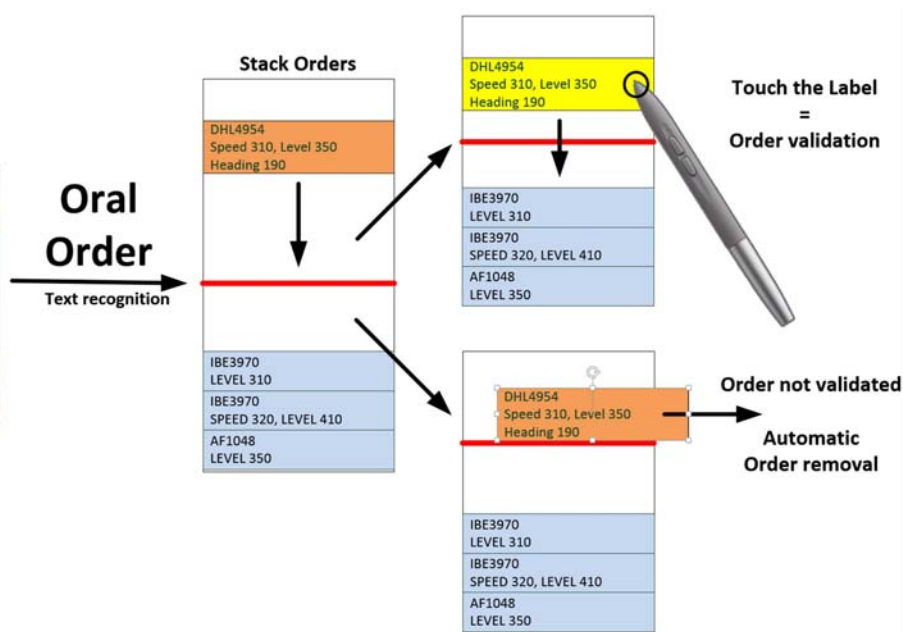 Oral
Order
Text recognition
Stack Orders
DHL4954
Speed 310, Level 350
Heading 190
IBE3970
LEVEL 310
IBE3970
SPEED 320, LEVEL 410
AF1048
LEVEL 350
DHL4954
Speed 310, Level 350
Heading 190
IBE3970
LEVEL 310
IBE3970
SPEED 320, LEVEL 410
AF1048
LEVEL 350
Touch the Label
=
Order validation
DHL4954
Speed 310, Level 350
Heading 190
IBE3970
LEVEL 310
IBE3970
SPEED 320, LEVEL 410
AF1048
LEVEL 350
Order not validated
Automatic
Order removal